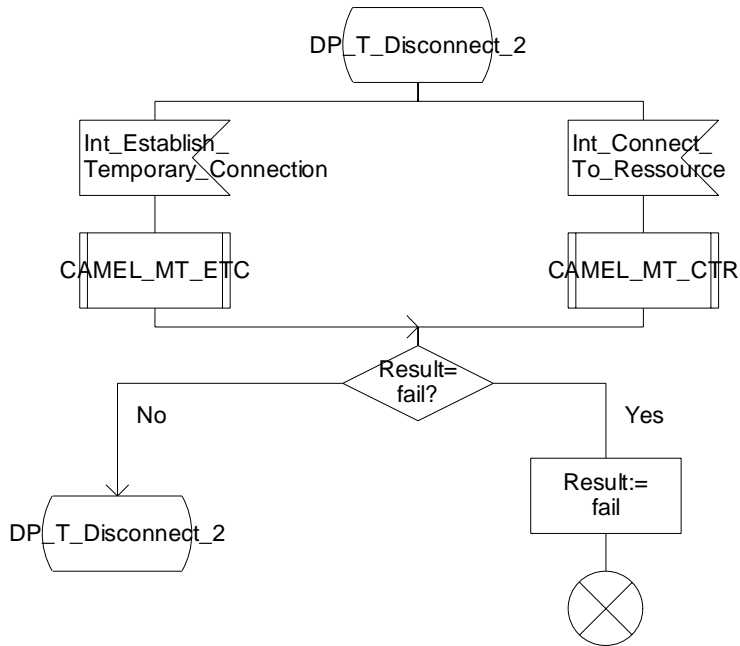 DP_T_Disconnect_2
Int_Establish_
Temporary_Connection
Int_Connect_
To_Ressource
CAMEL_MT_ETC
CAMEL_MT_CTR
Result=
fail?
No
Yes
Result:=
fail
DP_T_Disconnect_2